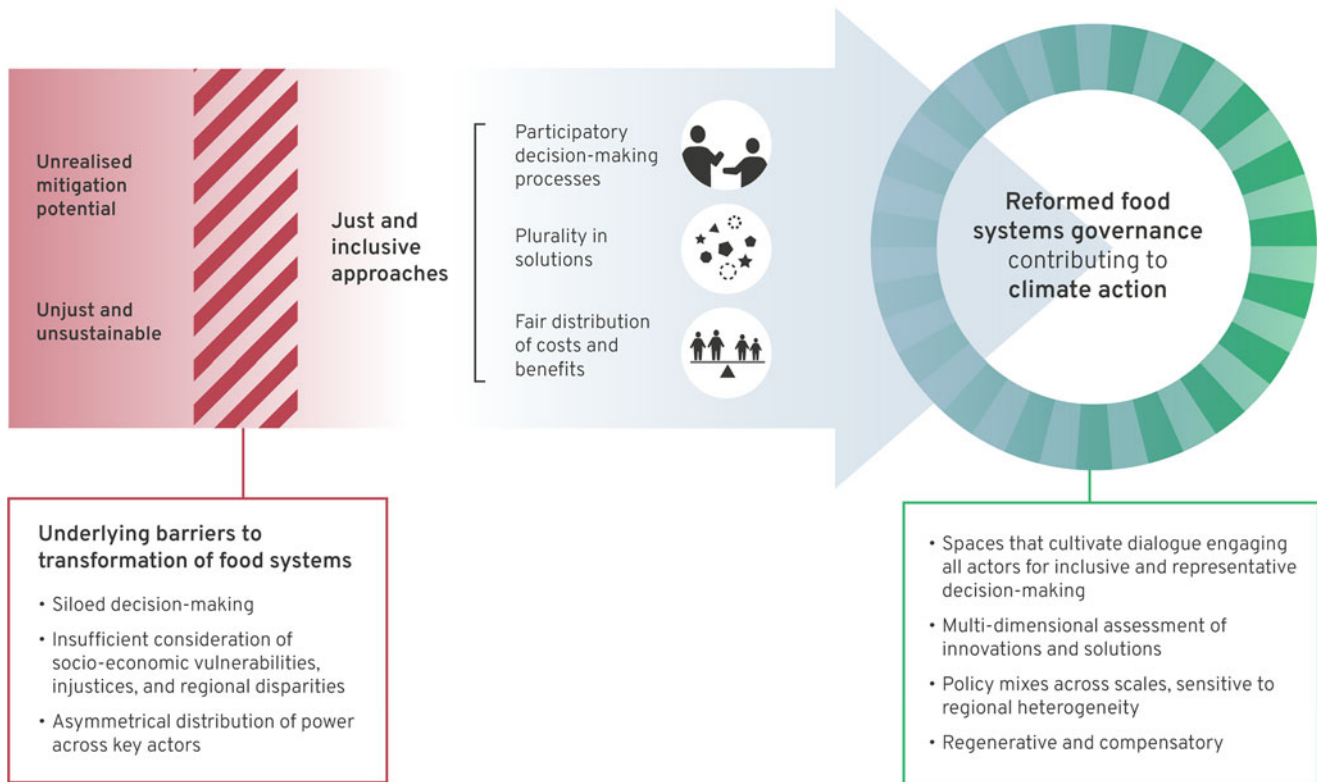 Unrealised
mitigation
potential
Unjust and
unsustainable
Just and
inclusive
approaches
Participatory
decision-making
processes
Plurality in
solutions
Fair distribution
of costs and
benefits
Reformed food
systems governance
contributing to
climate action
Underlying barriers to
transformation of food systems
• Siloed decision-making
• Insufficient consideration of
socio-economic vulnerabilities,
injustices, and regional disparities
• Asymmetrical distribution of power
across key actors
• Spaces that cultivate dialogue engaging
all actors for inclusive and representative
decision-making
• Multi-dimensional assessment of
innovations and solutions
• Policy mixes across scales, sensitive to
regional heterogeneity
• Regenerative and compensatory